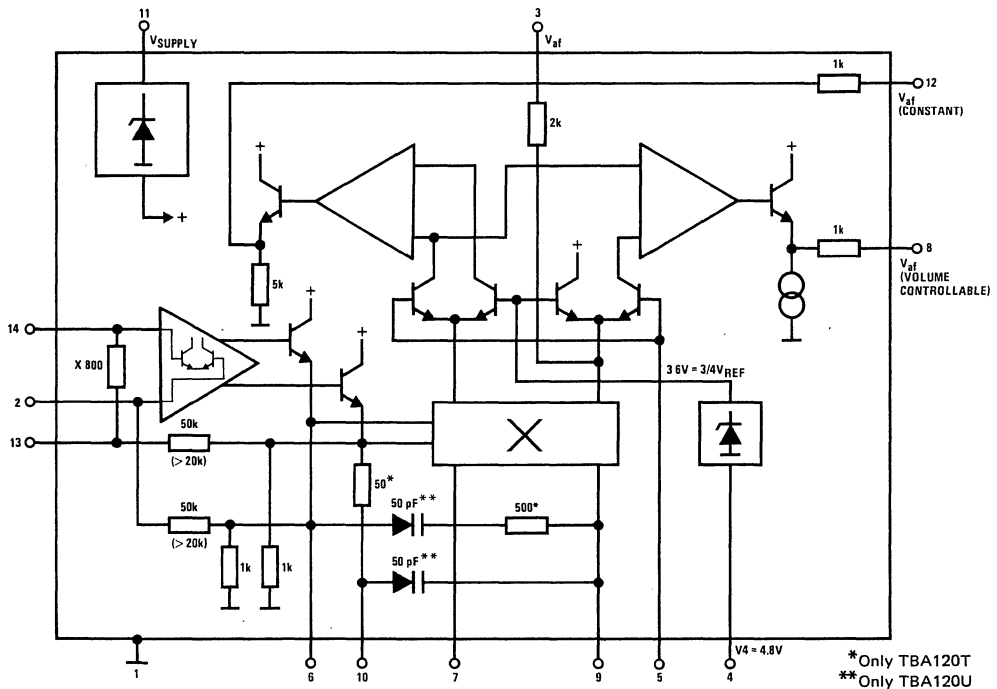 11
VSUPPLY
3
Vaf
1k
12
Vaf
(CONSTANT)
2k
+
+
+
5k
+
+
+
1k
8
Vaf
(VOLUME
CONTROLLABLE)
14
X 800
2
13
50k
(> 20k)
3 6V = 3/4VREF
X
50*
50 pF**
500*
50k
(> 20k)
1k
1k
50 pF**
1
6
10
7
9
5
V4 = 4.8V
4
*Only TBA120T
**Only TBA120U